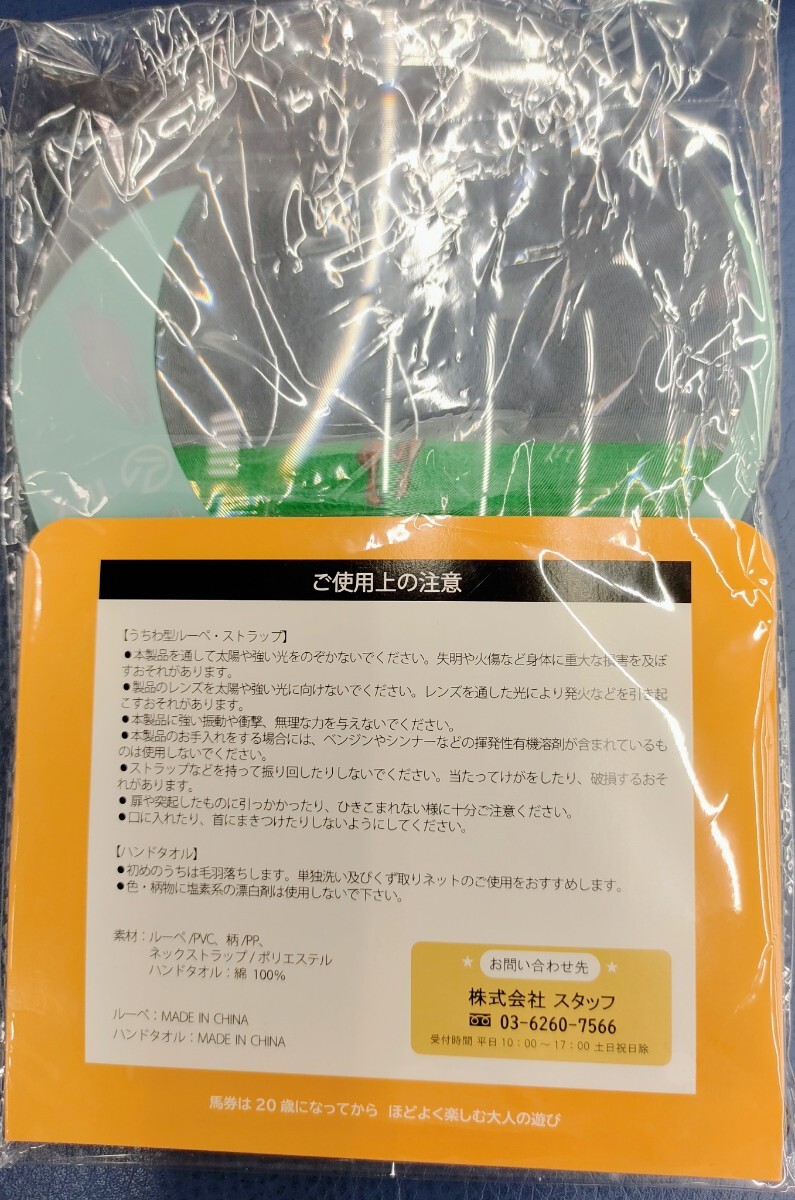 17
ご使用上の注意
【うちわ型ルーペ・ストラップ】
●本製品を通して太陽や強い光をのぞかないでください。失明や火傷など身体に重大な損害を及ぼ
すおそれがあります。
●製品のレンズを太陽や強い光に向けないでください。レンズを通した光により発火などを引き起
こすおそれがあります。
●本製品に強い振動や衝撃、無理な力を与えないでください。
●本製品のお手入れをする場合には、ベンジンやシンナーなどの揮発性有機溶剤が含まれているも
のは使用しないでください。
●ストラップなどを持って振り回したりしないでください。当たってけがをしたり、破損するおそ
れがあります。
●扉や突起したものに引っかかったり、ひきこまれない様に十分ご注意ください。
●口に入れたり、首にまきつけたりしないようにしてください。
【ハンドタオル】
●初めのうちは毛羽落ちします。単独洗い及びくず取りネットのご使用をおすすめします。
●色・柄物に塩素系の漂白剤は使用しないで下さい。
素材：ルーペ/PVC、柄/PP、
ネックストラップ/ポリエステル
ハンドタオル：綿 100%
ルーペ：MADE IN CHINA
ハンドタオル：MADE IN CHINA
★ お問い合わせ先 ★
株式会社 スタッフ
03-6260-7566
受付時間 平日 10：00～17：00 土日祝日除
馬券は20歳になってから ほどよく楽しむ大人の遊び